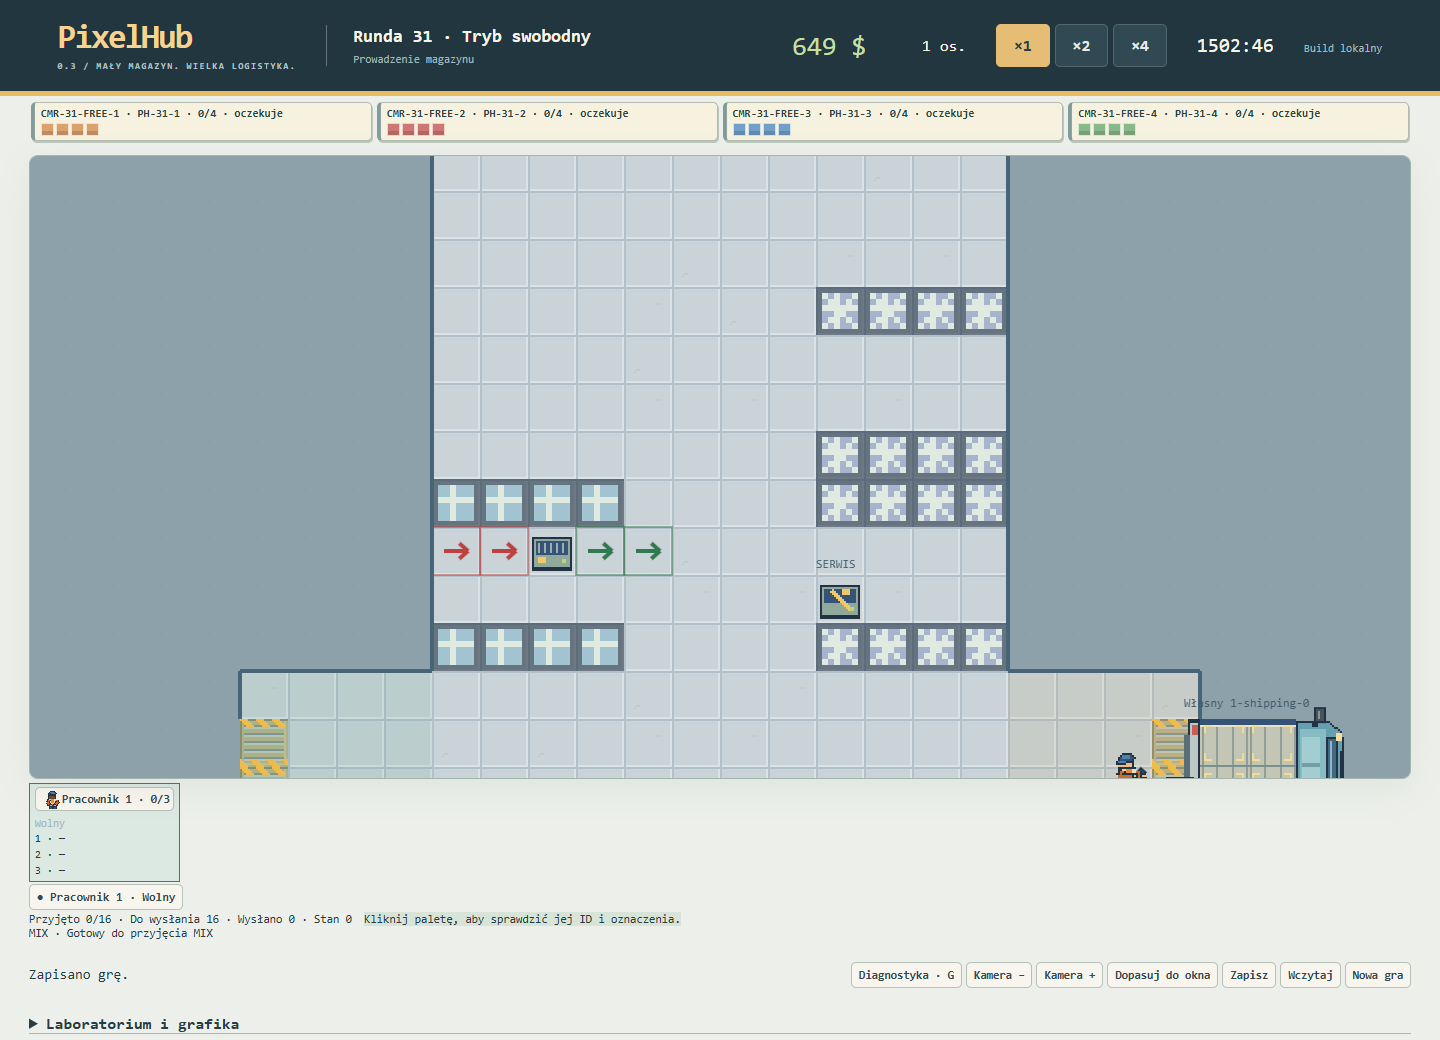 PixelHub
0.3 / MAŁY MAGAZYN. WIELKA LOGISTYKA.
Runda 31 · Tryb swobodny
Prowadzenie magazynu
649 $
1 os.
×1
×2
×4
1502:46
Build lokalny
CMR-31-FREE-1 · PH-31-1 · 0/4 · oczekuje
CMR-31-FREE-2 · PH-31-2 · 0/4 · oczekuje
CMR-31-FREE-3 · PH-31-3 · 0/4 · oczekuje
CMR-31-FREE-4 · PH-31-4 · 0/4 · oczekuje
SERWIS
Własny 1-shipping-0
Pracownik 1 · 0/3
Wolny
1 · —
2 · —
3 · —
● Pracownik 1 · Wolny
Przyjęto 0/16 · Do wysłania 16 · Wysłano 0 · Stan 0 Kliknij paletę, aby sprawdzić jej ID i oznaczenia.
MIX · Gotowy do przyjęcia MIX
Zapisano grę.
Diagnostyka · G
Kamera −
Kamera +
Dopasuj do okna
Zapisz
Wczytaj
Nowa gra
▶ Laboratorium i grafika